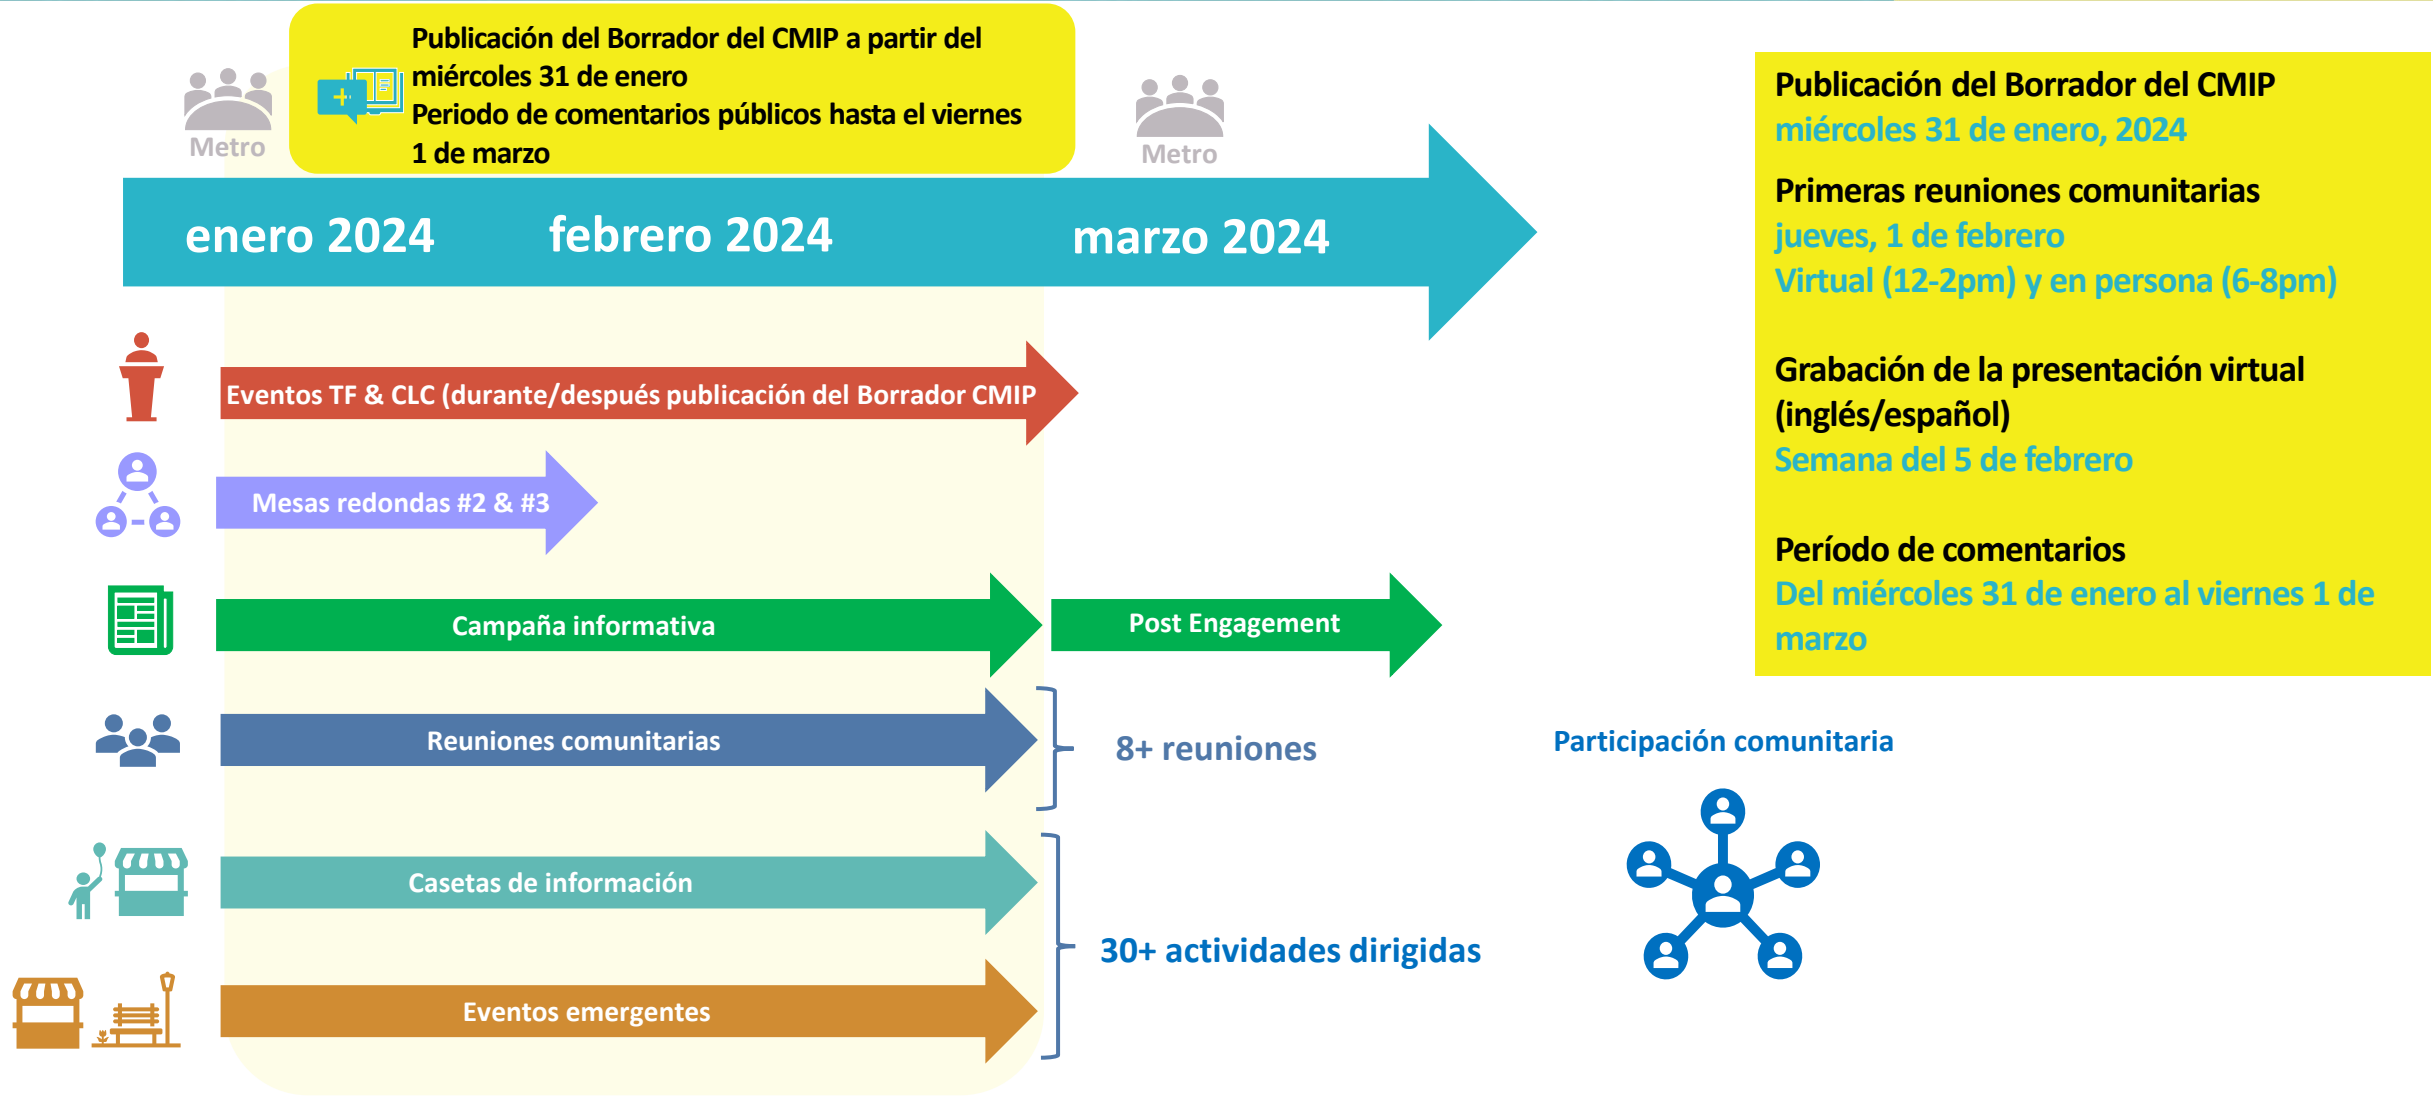 Publicación del Borrador del CMIP a partir del
miércoles 31 de enero
Periodo de comentarios públicos hasta el viernes
1 de marzo
Metro
Metro
enero 2024
febrero 2024
marzo 2024
Eventos TF & CLC (durante/después publicación del Borrador CMIP
Mesas redondas #2 & #3
Campaña informativa
Post Engagement
Reuniones comunitarias
8+ reuniones
Casetas de información
30+ actividades dirigidas
Eventos emergentes
Publicación del Borrador del CMIP
miércoles 31 de enero, 2024
Primeras reuniones comunitarias
jueves, 1 de febrero
Virtual (12-2pm) y en persona (6-8pm)
Grabación de la presentación virtual
(inglés/español)
Semana del 5 de febrero
Período de comentarios
Del miércoles 31 de enero al viernes 1 de
marzo
Participación comunitaria